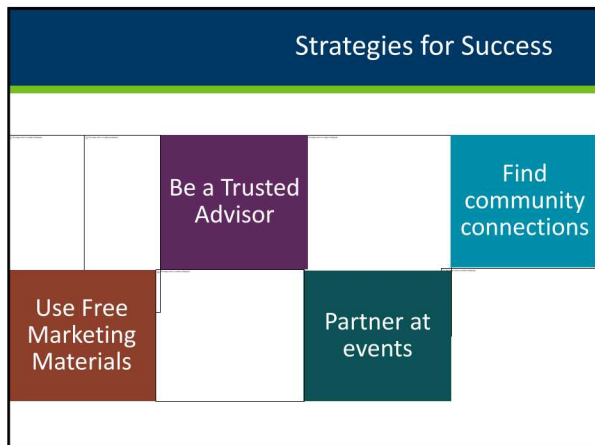 Strategies for Success
Be a Trusted
Advisor
Find
community
connections
Use Free
Marketing
Materials
Partner at
events